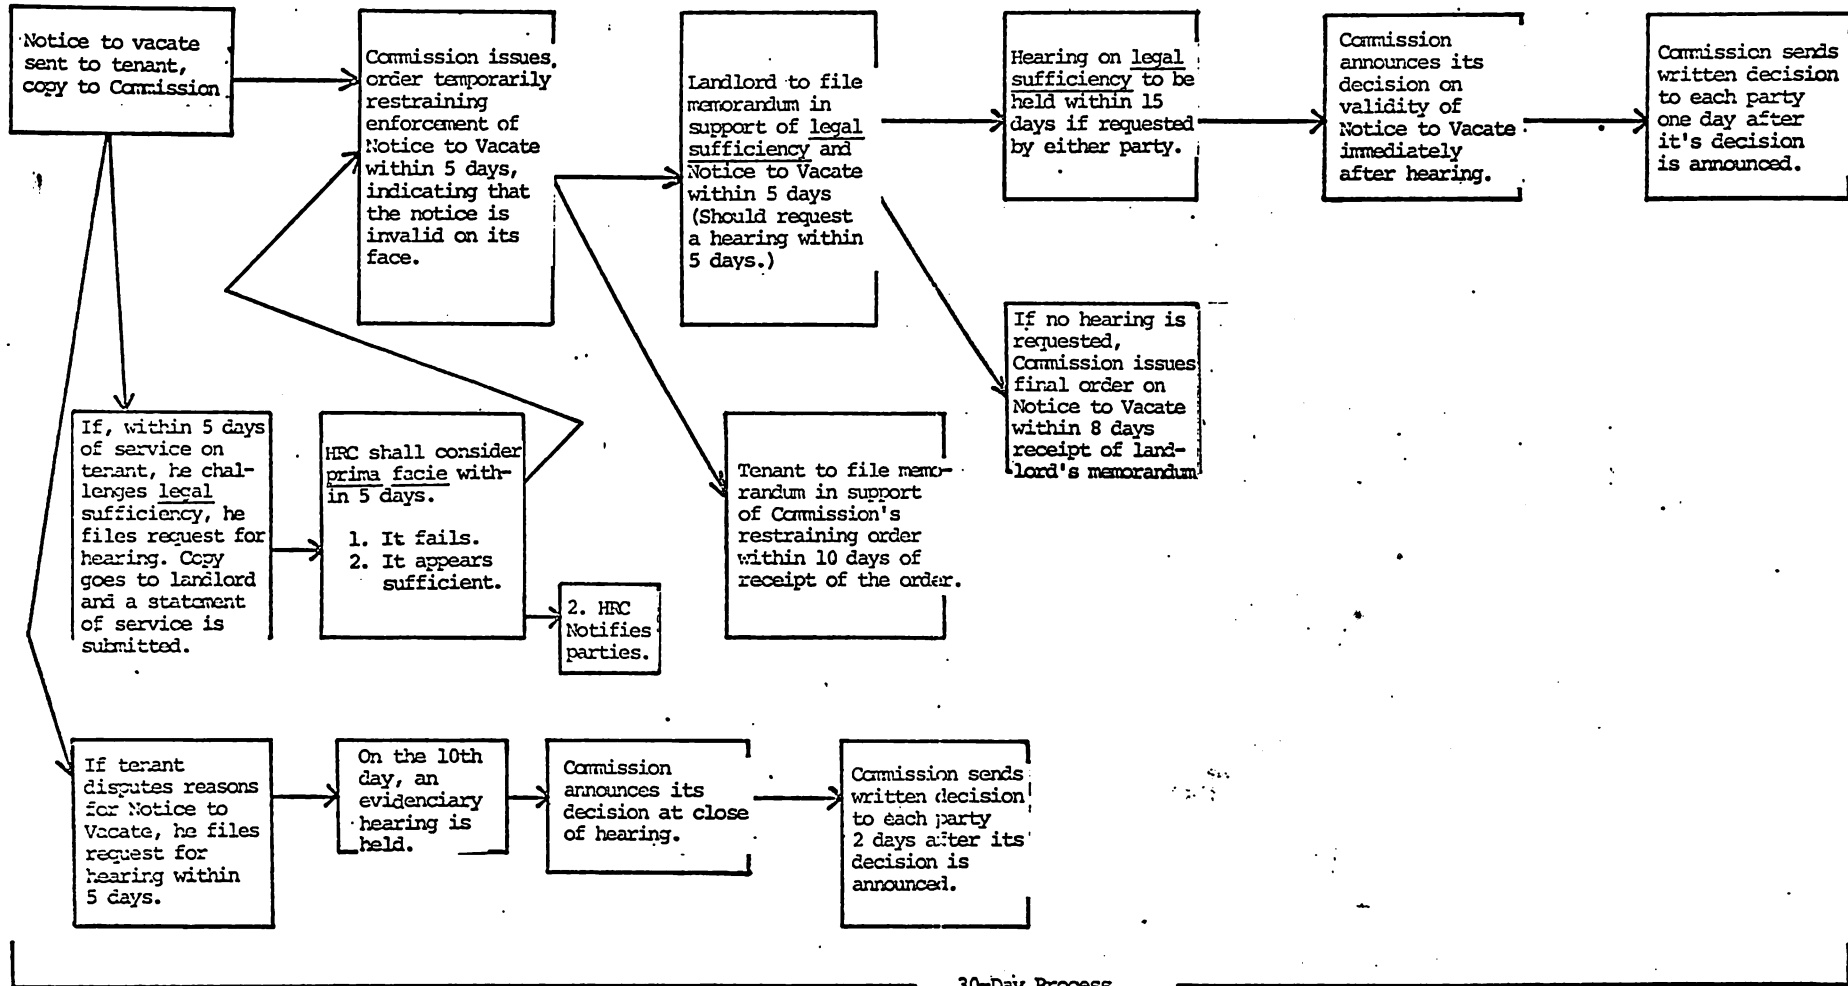 Notice to vacate
sent to tenant,
copy to Commission
Commission issues
order temporarily
restraining
enforcement of
Notice to Vacate
within 5 days,
indicating that
the notice is
invalid on its
face.
Landlord to file
memorandum in
support of legal
sufficiency and
Notice to Vacate
within 5 days
(Should request
a hearing within
5 days.)
Hearing on legal
sufficiency to be
held within 15
days if requested
by either party.
Commission
announces its
decision on
validity of
Notice to Vacate
immediately
after hearing.
Commission sends
written decision
to each party
one day after
it's decision
is announced.
If no hearing is
requested,
Commission issues
final order on
Notice to Vacate
within 8 days
receipt of land-
lord's memorandum
If, within 5 days
of service on
tenant, he chal-
lenges legal
sufficiency, he
files request for
hearing. Copy
goes to landlord
and a statement
of service is
submitted.
HRC shall consider
prima facie with-
in 5 days.
1. It fails.
2. It appears
sufficient.
2. HRC
Notifies
parties.
Tenant to file memo-
randum in support
of Commission's
restraining order
within 10 days of
receipt of the order.
If tenant
disputes reasons
for Notice to
Vacate, he files
request for
hearing within
5 days.
On the 10th
day, an
evidenciary
hearing is
held.
Commission
announces its
decision at close
of hearing.
Commission sends
written decision
to each party
2 days after its
decision is
announced.
30-Day Process